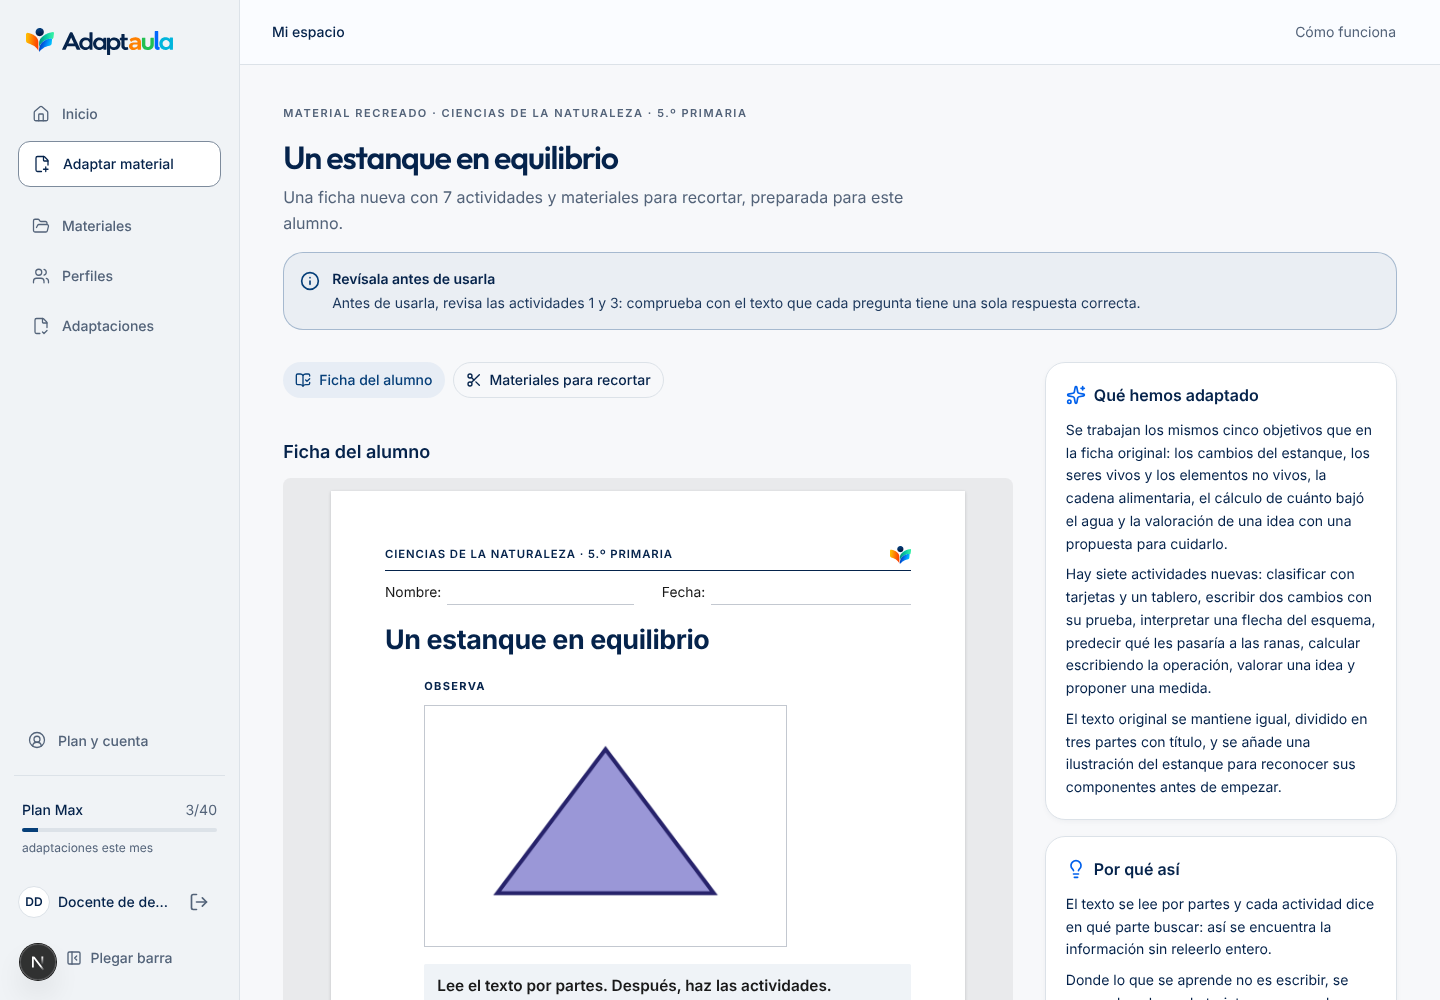 Adaptaula
Mi espacio
Cómo funciona
Inicio
Adaptar material
Materiales
Perfiles
Adaptaciones
Plan y cuenta
Plan Max
3/40
adaptaciones este mes
DD
Docente de de...
N
Plegar barra
MATERIAL RECREADO · CIENCIAS DE LA NATURALEZA · 5.º PRIMARIA
Un estanque en equilibrio
Una ficha nueva con 7 actividades y materiales para recortar, preparada para este
alumno.
Revísala antes de usarla
Antes de usarla, revisa las actividades 1 y 3: comprueba con el texto que cada pregunta tiene una sola respuesta correcta.
Ficha del alumno
Materiales para recortar
Ficha del alumno
CIENCIAS DE LA NATURALEZA · 5.º PRIMARIA
Nombre:
Fecha:
Un estanque en equilibrio
OBSERVA
Lee el texto por partes. Después, haz las actividades.
Qué hemos adaptado
Se trabajan los mismos cinco objetivos que en
la ficha original: los cambios del estanque, los
seres vivos y los elementos no vivos, la
cadena alimentaria, el cálculo de cuánto bajó
el agua y la valoración de una idea con una
propuesta para cuidarlo.
Hay siete actividades nuevas: clasificar con
tarjetas y un tablero, escribir dos cambios con
su prueba, interpretar una flecha del esquema,
predecir qué les pasaría a las ranas, calcular
escribiendo la operación, valorar una idea y
proponer una medida.
El texto original se mantiene igual, dividido en
tres partes con título, y se añade una
ilustración del estanque para reconocer sus
componentes antes de empezar.
Por qué así
El texto se lee por partes y cada actividad dice
en qué parte buscar: así se encuentra la
información sin releerlo entero.
Donde lo que se aprende no es escribir, se